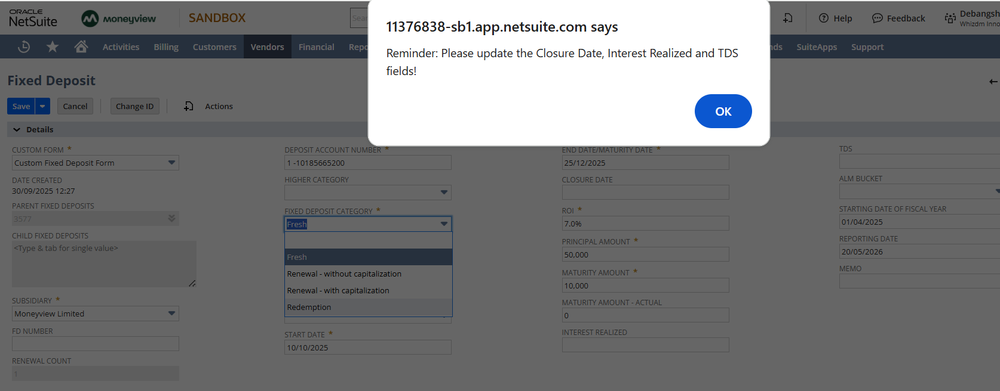 ORACLE
NetSuite
moneyview
SANDBOX
Sea
Help
Feedback
Debangsh
Whizdm Inno
Activities
Billing
Customers
Vendors
Financial
Repo
nds
SuiteApps
Support
11376838-sb1.app.netsuite.com says
Reminder: Please update the Closure Date, Interest Realized and TDS
fields!
OK
Fixed Deposit
Save
Cancel
Change ID
Actions
Details
CUSTOM FORM *
Custom Fixed Deposit Form
DATE CREATED
30/09/2025 12:27
PARENT FIXED DEPOSITS
3577
CHILD FIXED DEPOSITS
<Type & tab for single value>
SUBSIDIARY *
Moneyview Limited
FD NUMBER
RENEWAL COUNT
1
DEPOSIT ACCOUNT NUMBER *
1 -10185665200
HIGHER CATEGORY
FIXED DEPOSIT CATEGORY *
Fresh
Fresh
Renewal - without capitalization
Renewal - with capitalization
Redemption
START DATE *
10/10/2025
END DATE/MATURITY DATE *
25/12/2025
CLOSURE DATE
ROI *
7.0%
PRINCIPAL AMOUNT *
50,000
MATURITY AMOUNT *
10,000
MATURITY AMOUNT - ACTUAL
0
INTEREST REALIZED
TDS
ALM BUCKET
STARTING DATE OF FISCAL YEAR
01/04/2025
REPORTING DATE
20/05/2026
MEMO